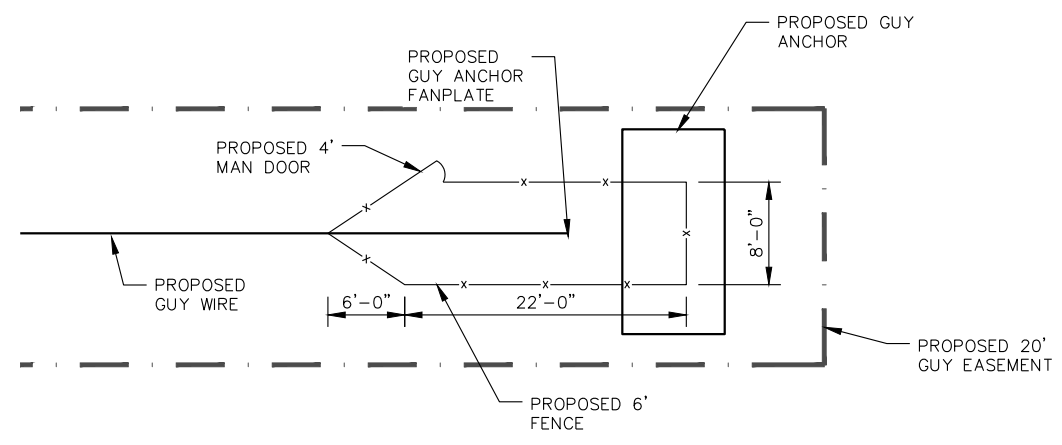 PROPOSED GUY
ANCHOR
PROPOSED
GUY ANCHOR
FANPLATE
PROPOSED 4'
MAN DOOR
x
x
x
x
x
x
x
x
8'-0"
PROPOSED
GUY WIRE
6'-0"
22'-0"
PROPOSED 20'
GUY EASEMENT
PROPOSED 6'
FENCE